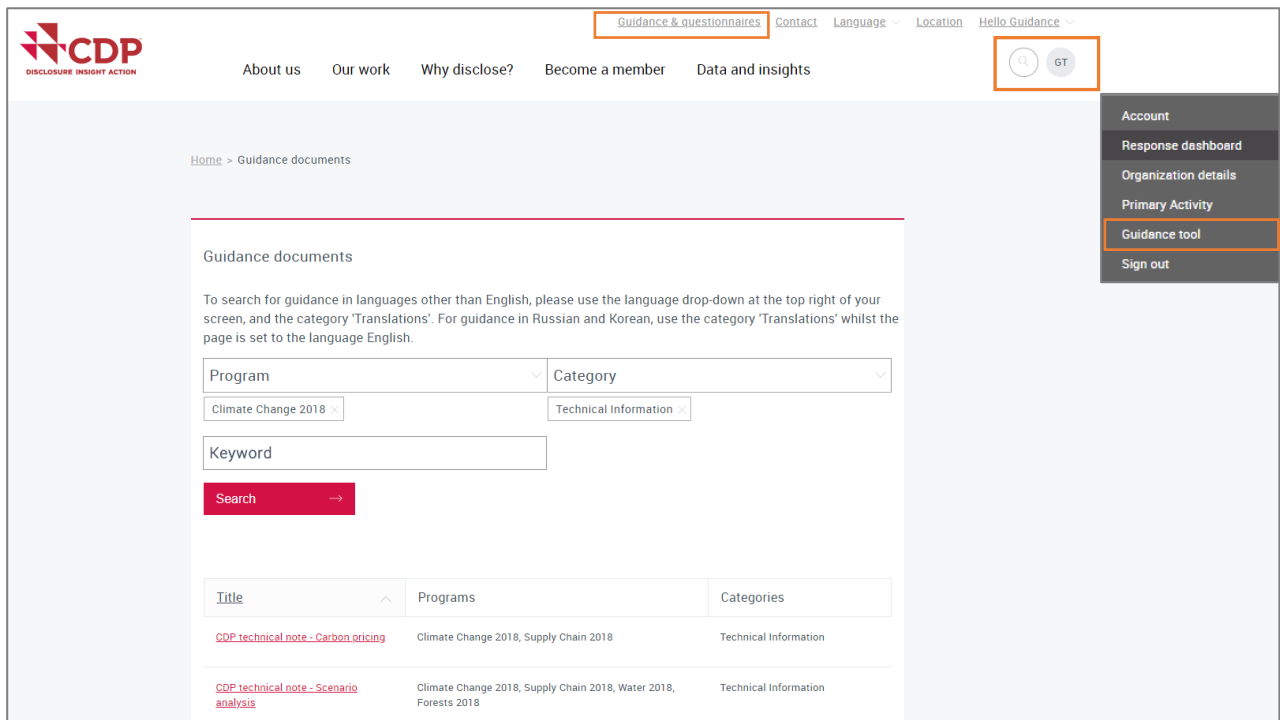 Guidance & questionnaires Contact Language Location Hello Guidance
CDP
DISCLOSURE INSIGHT ACTION
About us Our work Why disclose? Become a member Data and insights
GT
Account
Response dashboard
Organization details
Primary Activity
Guidance tool
Sign out
Home > Guidance documents
Guidance documents
To search for guidance in languages other than English, please use the language drop-down at the top right of your
screen, and the category 'Translations'. For guidance in Russian and Korean, use the category 'Translations' whilst the
page is set to the language English.
Program Category
Climate Change 2018 Technical Information
Keyword
Search
Title Programs Categories
CDP technical note - Carbon pricing Climate Change 2018, Supply Chain 2018 Technical Information
CDP technical note - Scenario Climate Change 2018, Supply Chain 2018, Water 2018, Technical Information
analysis Forests 2018